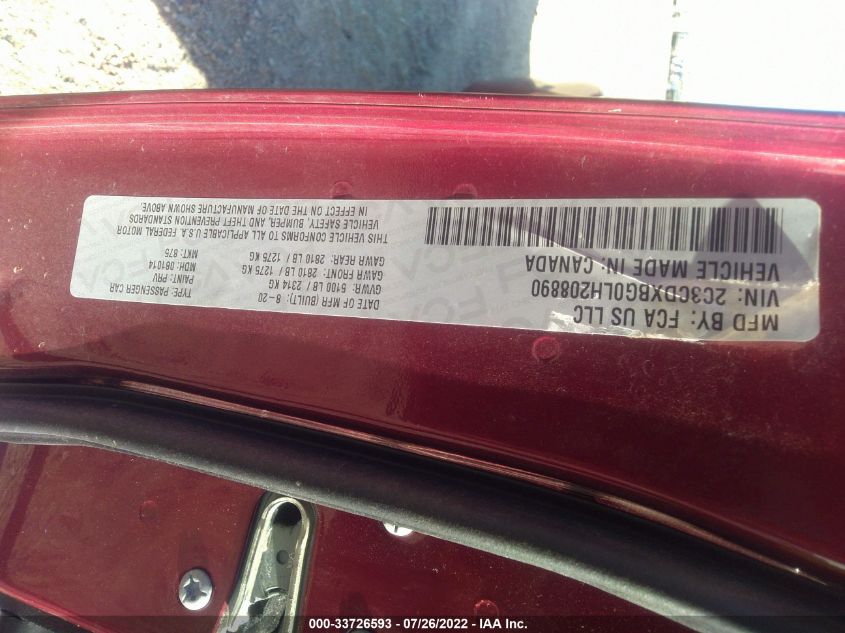 MFD BY: FCA US LLC
VIN: 2C3CDXBG0LH208890
VEHICLE MADE IN: CANADA
DATE OF MFR (BUILT): 8-20
GVWR: 5100 LB / 2314 KG
GAWR FRONT: 2810 LB / 1275 KG
GAWR REAR: 2810 LB / 1275 KG
TYPE: PASSENGER CAR
PAINT: PRV
MDH: 081014
MKT: 875
THIS VEHICLE CONFORMS TO ALL APPLICABLE U.S.A. FEDERAL MOTOR
VEHICLE SAFETY, BUMPER, AND THEFT PREVENTION STANDARDS
IN EFFECT ON THE DATE OF MANUFACTURE SHOWN ABOVE.
000-33726593 - 07/26/2022 - IAA Inc.